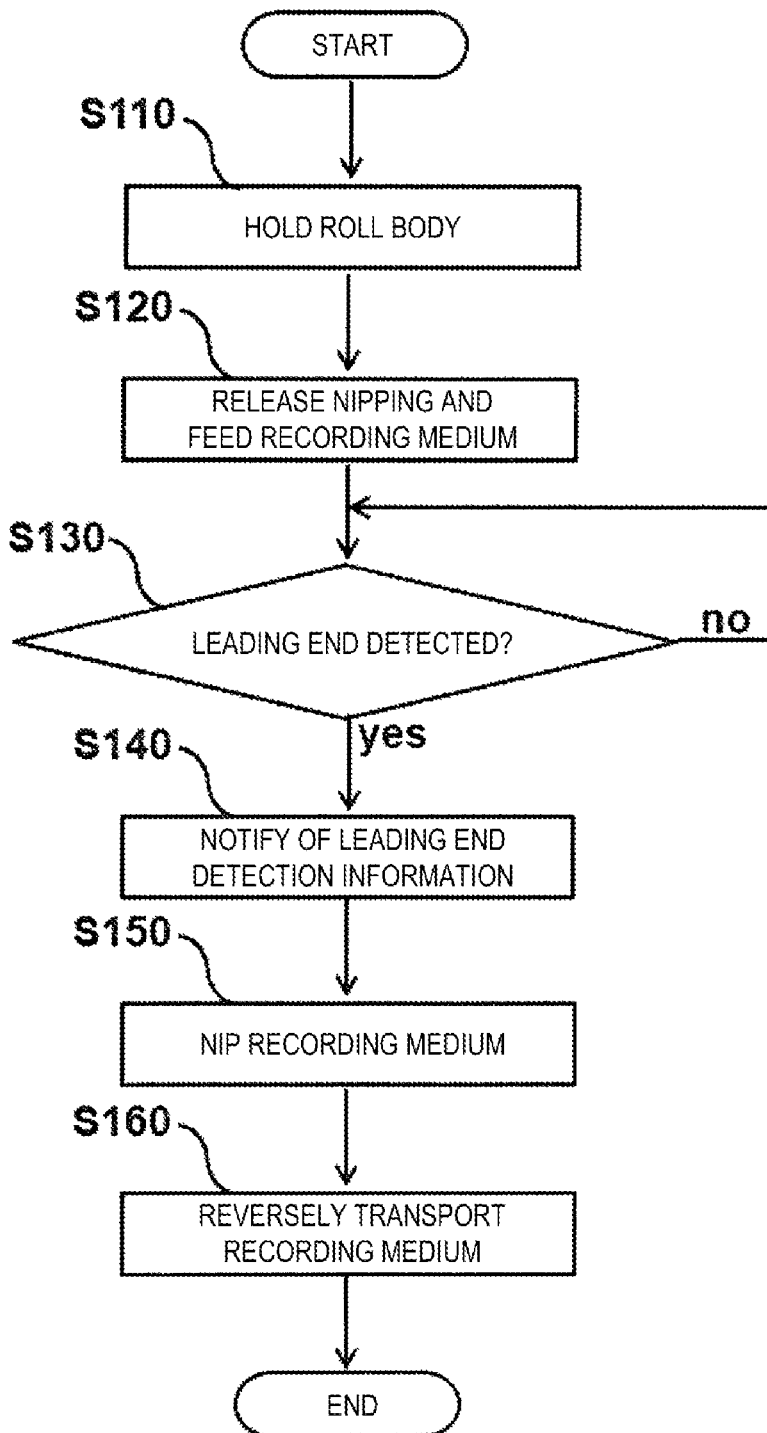 START
S110
HOLD ROLL BODY
S120
RELEASE NIPPING AND
FEED RECORDING MEDIUM
S130
LEADING END DETECTED?
no
yes
S140
NOTIFY OF LEADING END
DETECTION INFORMATION
S150
NIP RECORDING MEDIUM
S160
REVERSELY TRANSPORT
RECORDING MEDIUM
END